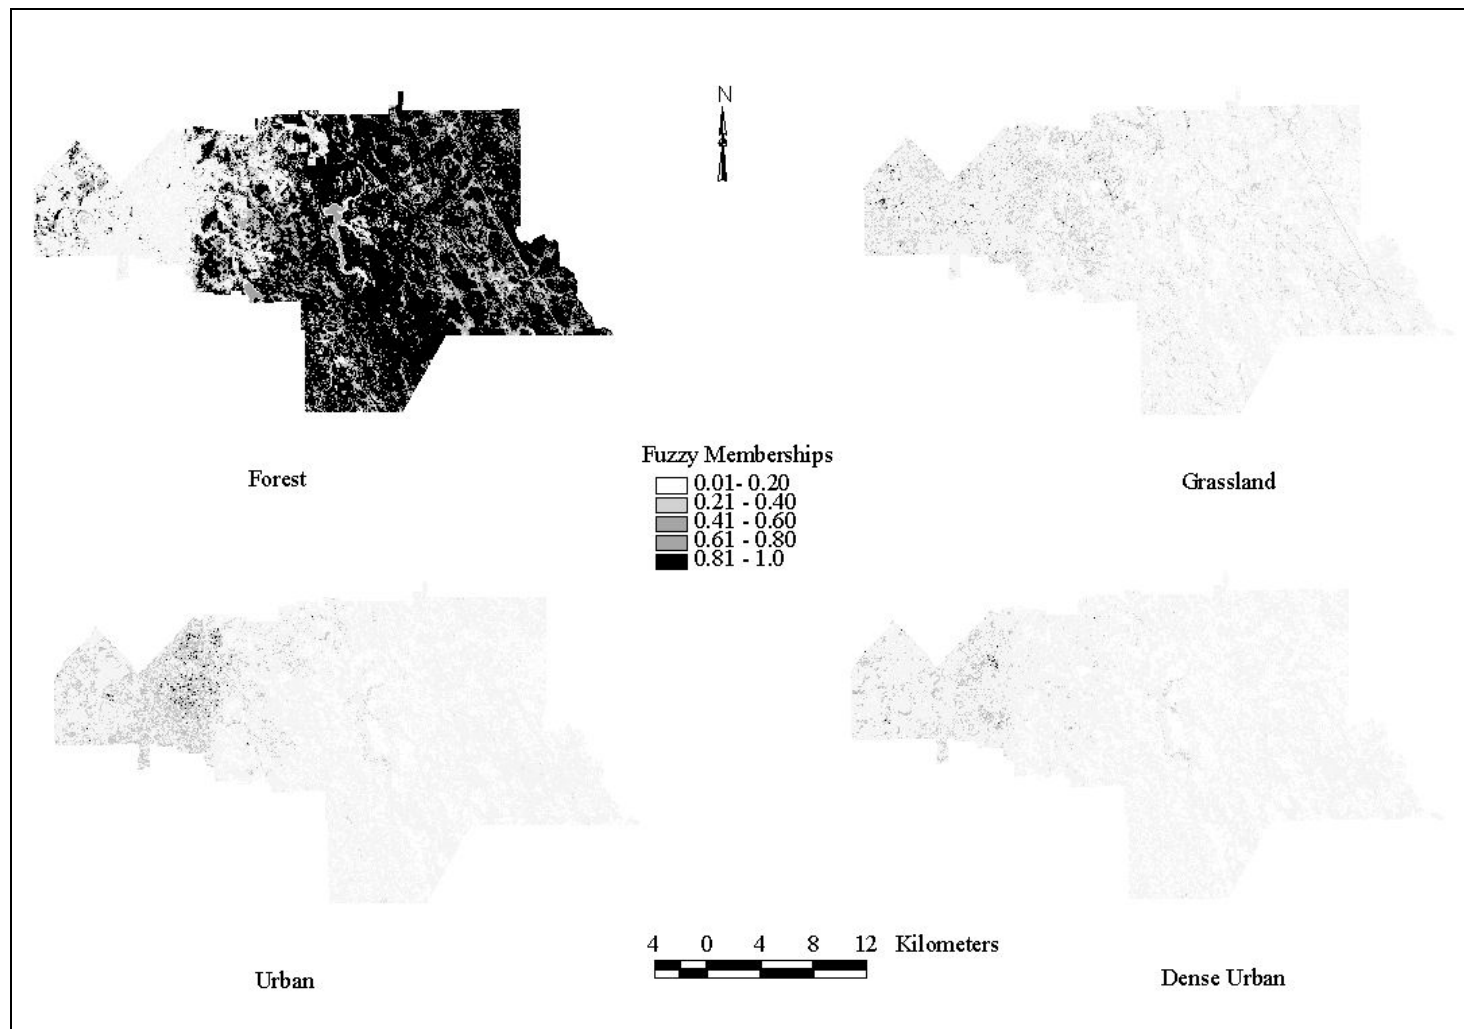 N
Forest
Grassland
Fuzzy Memberships
0.01- 0.20
0.21 - 0.40
0.41 - 0.60
0.61 - 0.80
0.81 - 1.0
4 0 4 8 12 Kilometers
Urban
Dense Urban